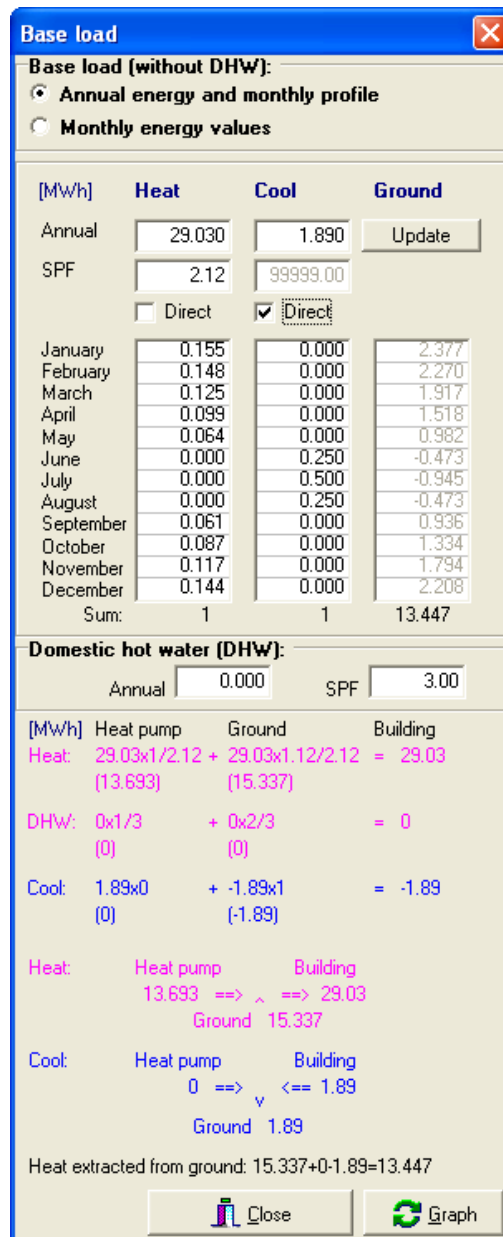 Base load
Base load (without DHW):
Annual energy and monthly profile
Monthly energy values
[MWh] Heat Cool Ground
Annual 29.030 1.890 Update
SPF 2.12 99999.00
Direct Direct
January 0.155 0.000 2.377
February 0.148 0.000 2.270
March 0.125 0.000 1.917
April 0.099 0.000 1.518
May 0.064 0.000 0.982
June 0.000 0.250 -0.473
July 0.000 0.500 -0.945
August 0.000 0.250 -0.473
September 0.061 0.000 0.936
October 0.087 0.000 1.334
November 0.117 0.000 1.794
December 0.144 0.000 2.208
Sum: 1 1 13.447
Domestic hot water (DHW):
Annual 0.000 SPF 3.00
[MWh] Heat pump Ground Building
Heat: 29.03x1/2.12 + 29.03x1.12/2.12 = 29.03
(13.693) (15.337)
DHW: 0x1/3 + 0x2/3 = 0
(0) (0)
Cool: 1.89x0 + -1.89x1 = -1.89
(0) (-1.89)
Heat: Heat pump Building
13.693 ==> ^ ==> 29.03
Ground 15.337
Cool: Heat pump Building
0 ==> v <== 1.89
Ground 1.89
Heat extracted from ground: 15.337+0-1.89=13.447
Close Graph